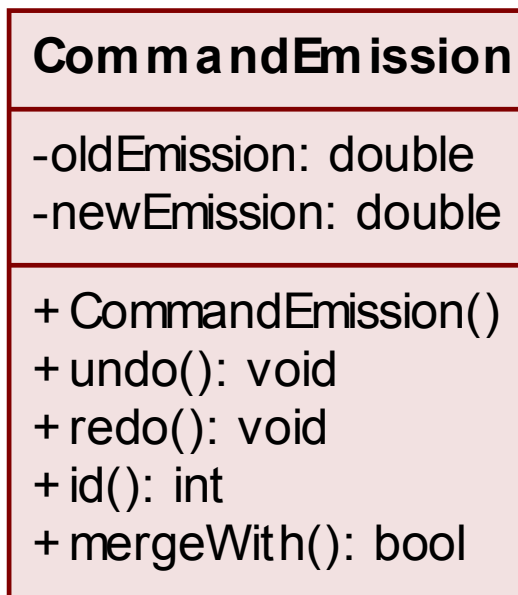 CommandEmission
-oldEmission: double
-newEmission: double
+CommandEmission()
+undo(): void
+redo(): void
+id(): int
+mergeWith(): bool